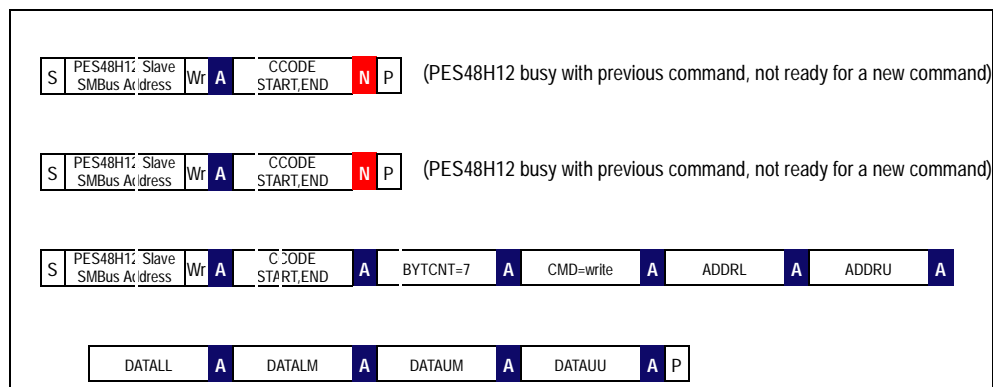 S PES48H12 Slave SMBus Address Wr A CCODE START,END N P (PES48H12 busy with previous command, not ready for a new command)
S PES48H12 Slave SMBus Address Wr A CCODE START,END N P (PES48H12 busy with previous command, not ready for a new command)
S PES48H12 Slave SMBus Address Wr A CCODE START,END A BYTCNT=7 A CMD=write A ADDRL A ADDRU A
DATALL A DATALM A DATAUM A DATAUU A P